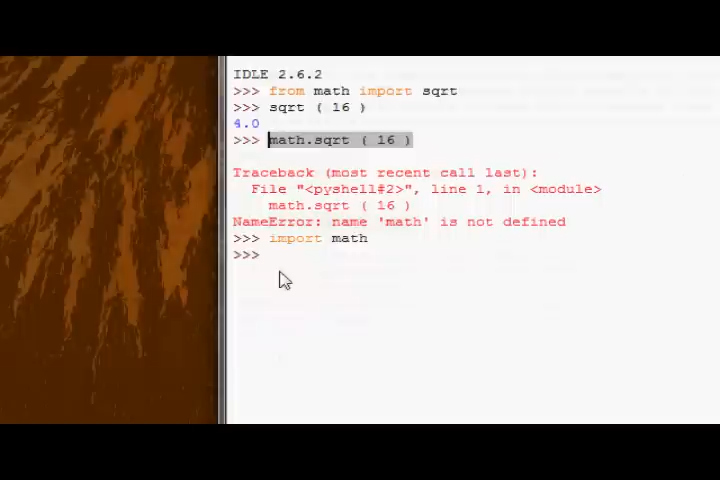 IDLE 2.6.2
>>> from math import sqrt
>>> sqrt ( 16 )
4.0
>>> math.sqrt ( 16 )
Traceback (most recent call last):
  File "<pyshell#2>", line 1, in <module>
    math.sqrt ( 16 )
NameError: name 'math' is not defined
>>> import math
>>>